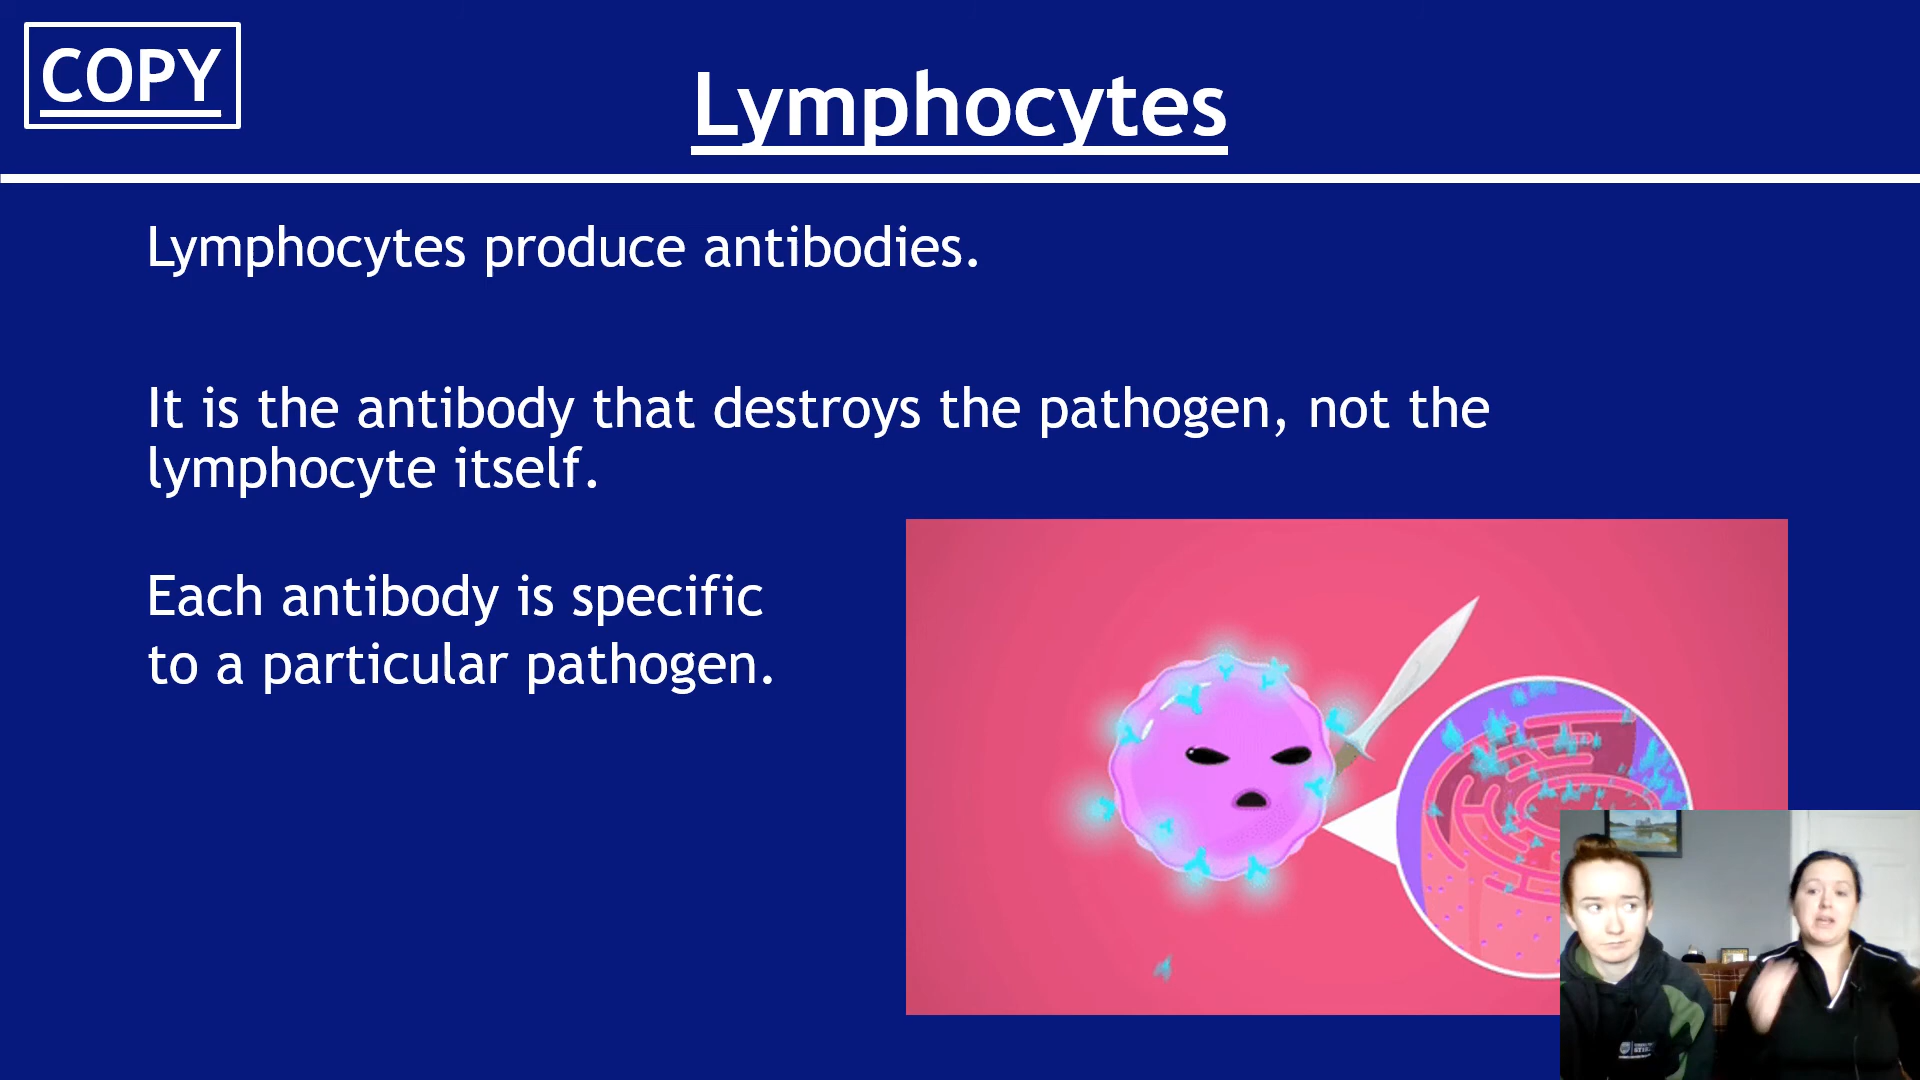 COPY
Lymphocytes
Lymphocytes produce antibodies.
It is the antibody that destroys the pathogen, not the
lymphocyte itself.
Each antibody is specific
to a particular pathogen.